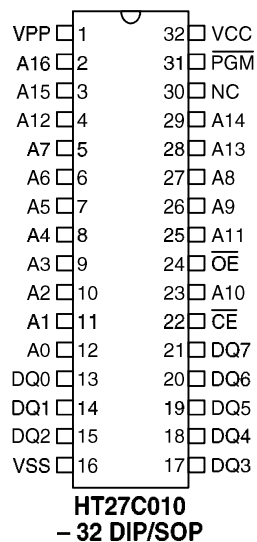 VPP 1 32 VCC
A16 2 31 P̅G̅M̅
A15 3 30 NC
A12 4 29 A14
A7 5 28 A13
A6 6 27 A8
A5 7 26 A9
A4 8 25 A11
A3 9 24 O̅E̅
A2 10 23 A10
A1 11 22 C̅E̅
A0 12 21 DQ7
DQ0 13 20 DQ6
DQ1 14 19 DQ5
DQ2 15 18 DQ4
VSS 16 17 DQ3
HT27C010
– 32 DIP/SOP